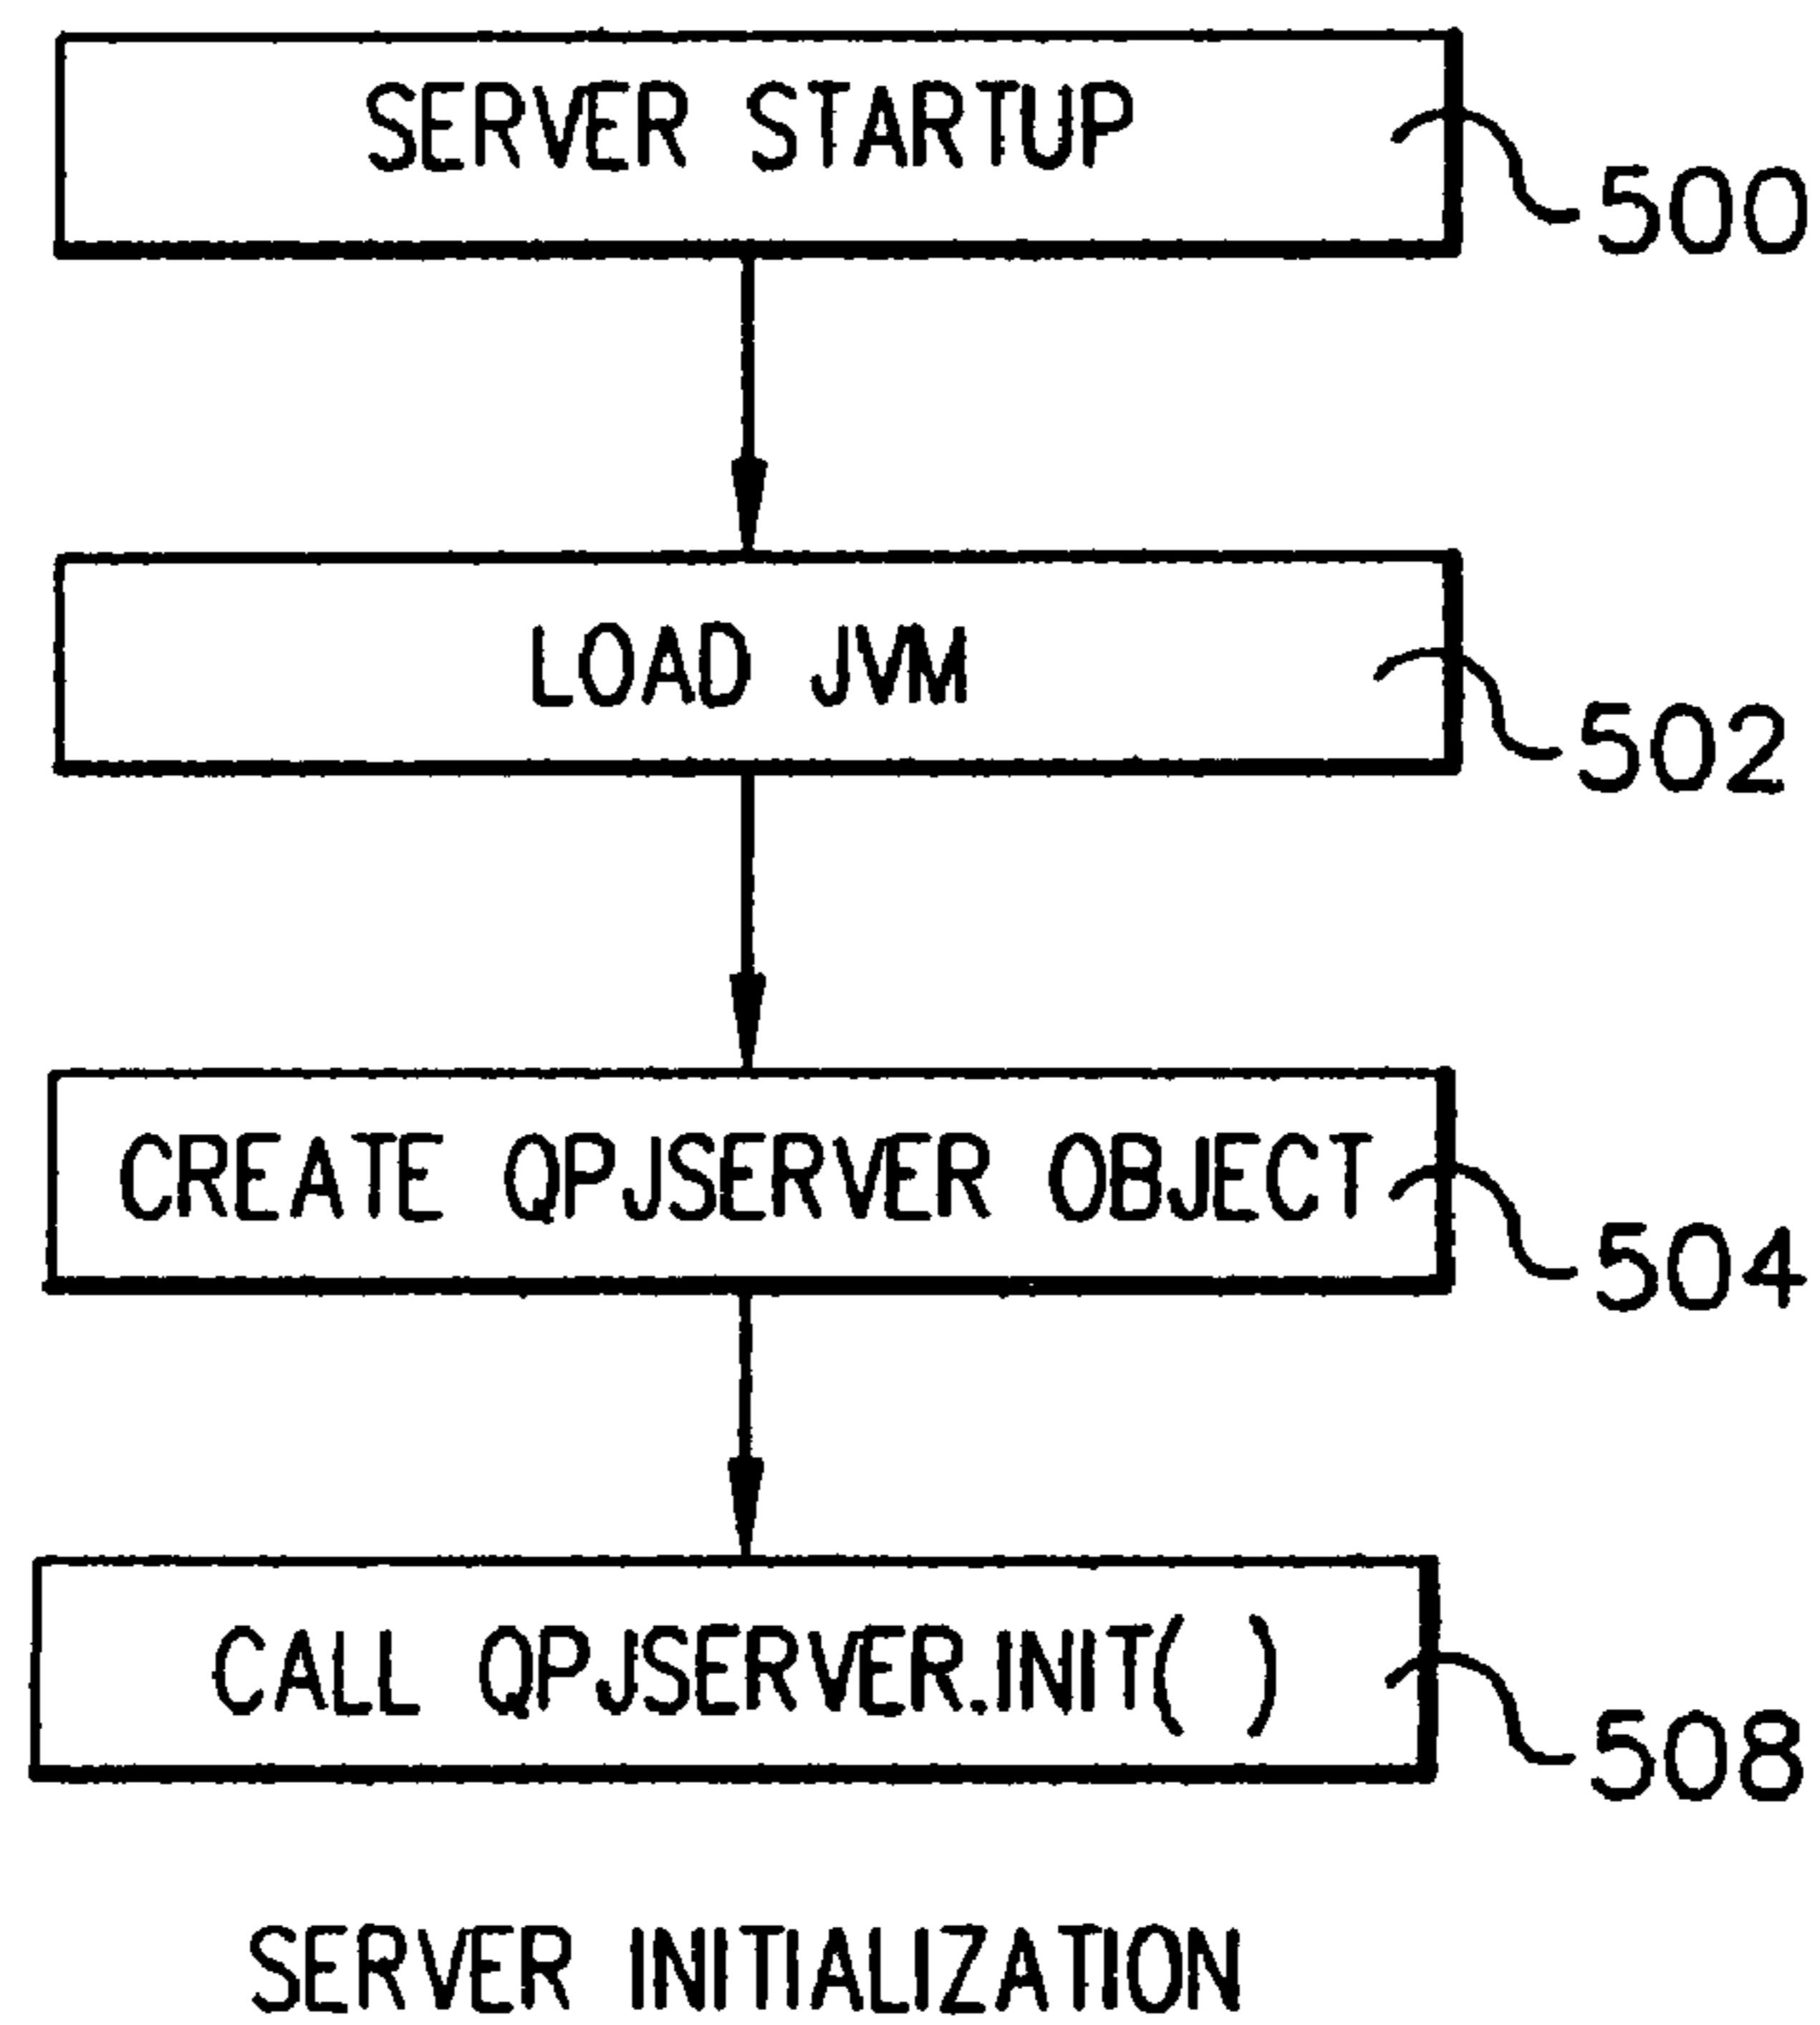 SERVER STARTUP
500
LOAD JVM
502
CREATE QPJSERVER OBJECT
504
CALL QPJSERVER.INIT( )
508
SERVER INITIALIZATION